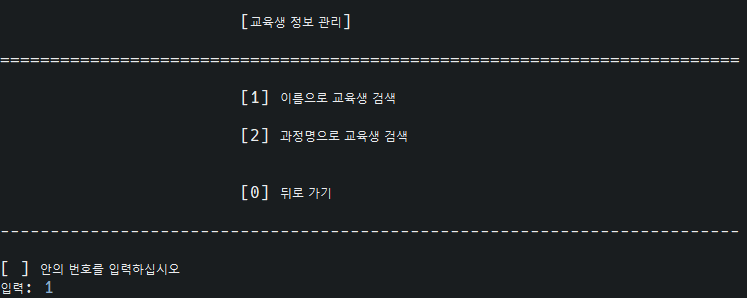 [교육생 정보 관리]
==========================================================================
[1] 이름으로 교육생 검색
[2] 과정명으로 교육생 검색
[0] 뒤로 가기
--------------------------------------------------------------------------
[ ] 안의 번호를 입력하십시오
입력: 1